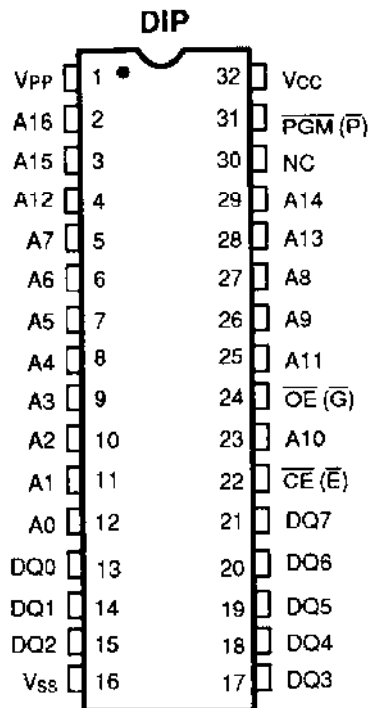 DIP
VPP 1 32 VCC
A16 2 31 P̅G̅M̅ (P̅)
A15 3 30 NC
A12 4 29 A14
A7 5 28 A13
A6 6 27 A8
A5 7 26 A9
A4 8 25 A11
A3 9 24 O̅E̅ (G̅)
A2 10 23 A10
A1 11 22 C̅E̅ (E̅)
A0 12 21 DQ7
DQ0 13 20 DQ6
DQ1 14 19 DQ5
DQ2 15 18 DQ4
VSS 16 17 DQ3